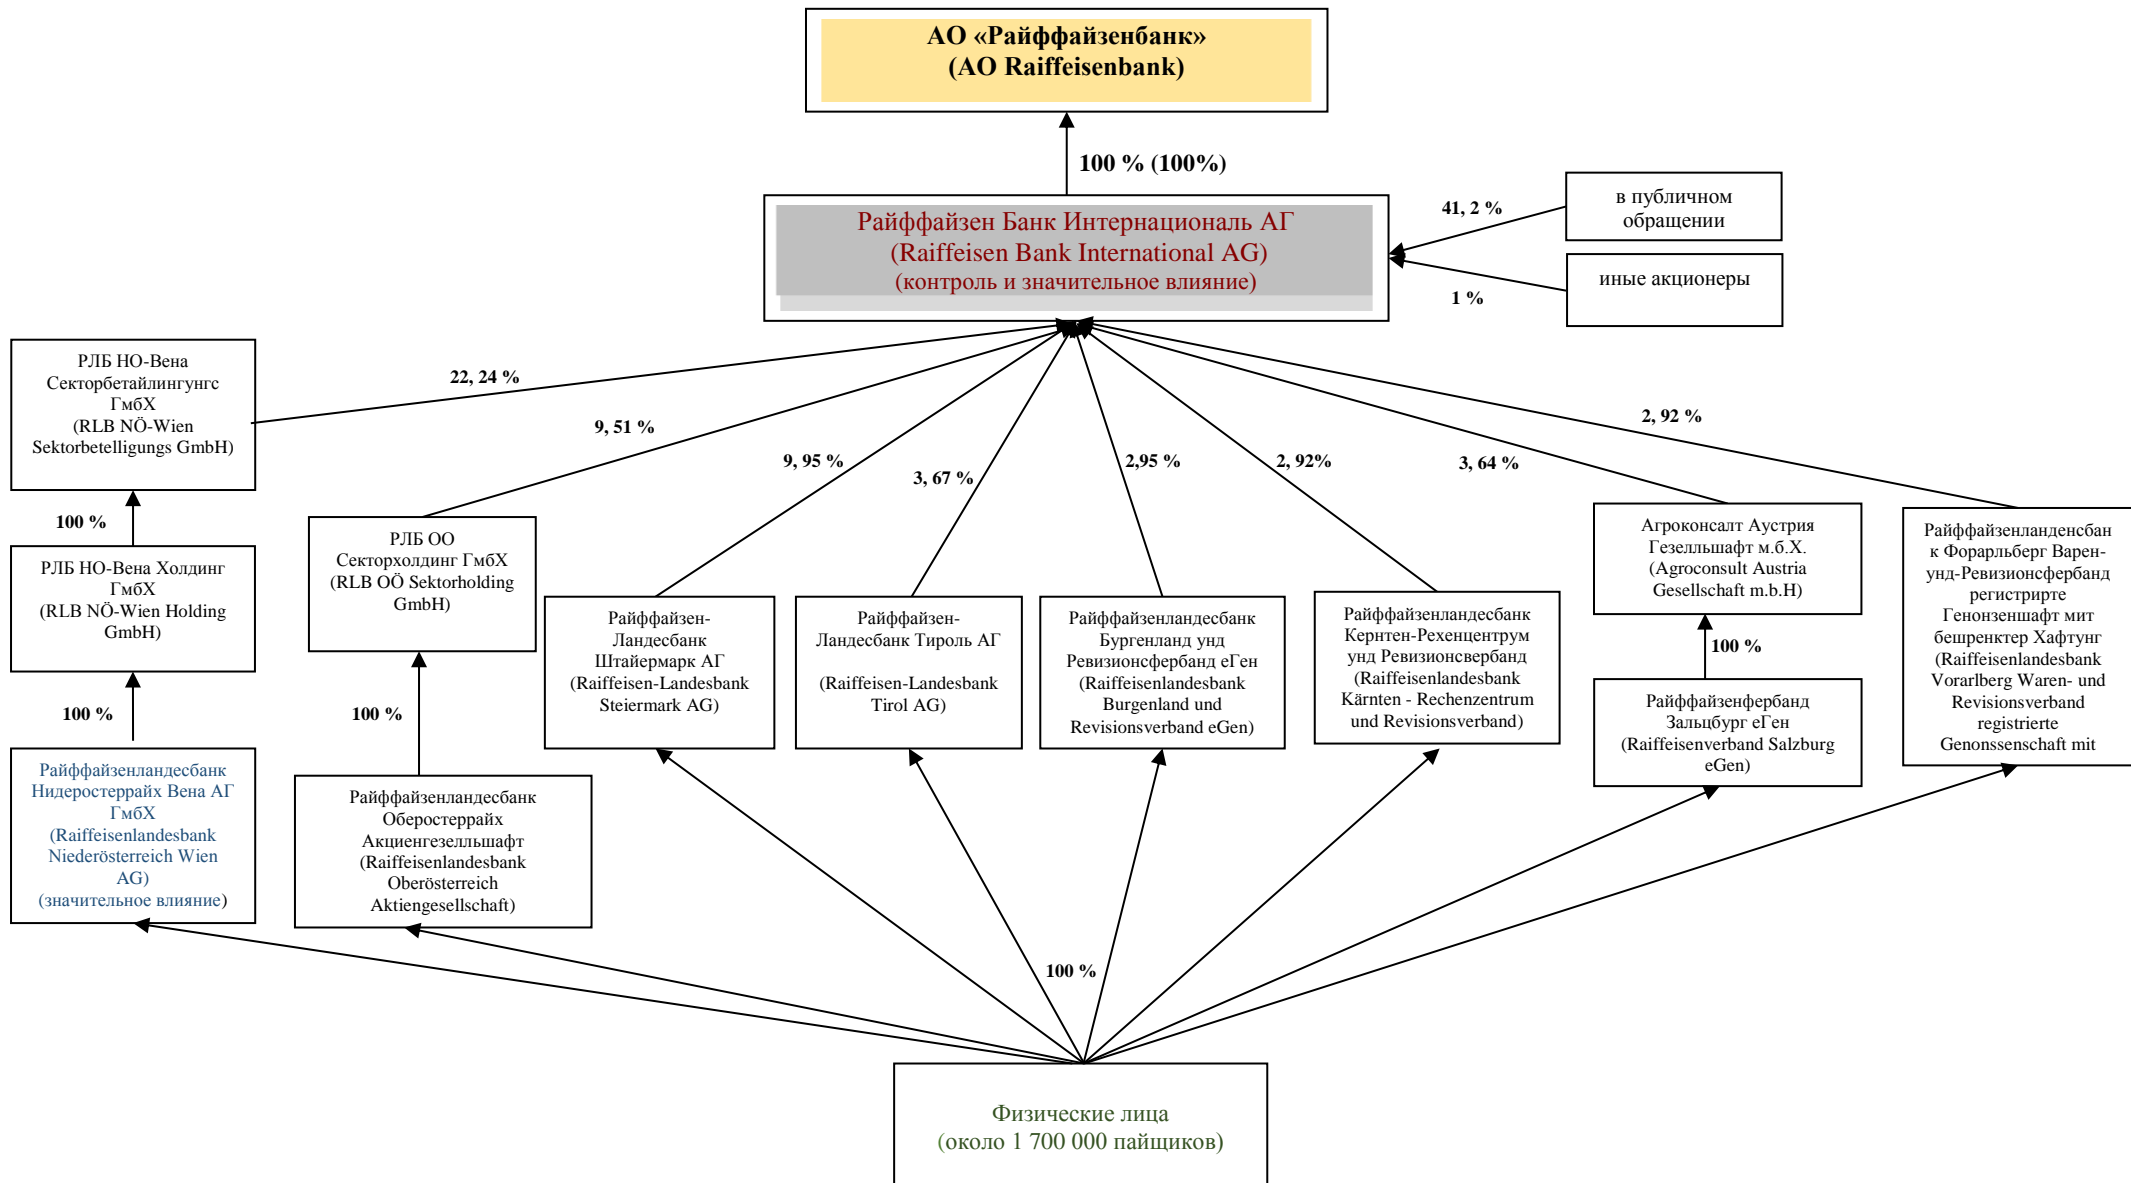 АО «Райффайзенбанк»
(АО Raiffeisenbank)
100 % (100%)
Райффайзен Банк Интернациональ АГ
(Raiffeisen Bank International AG)
(контроль и значительное влияние)
41, 2 %
в публичном
обращении
иные акционеры
1 %
РЛБ НО-Вена
Секторбетайлингунгс
ГмбХ
(RLB NÖ-Wien
Sektorbetelligungs GmbH)
22, 24 %
9, 51 %
9, 95 %
3, 67 %
2,95 %
2, 92%
3, 64 %
2, 92 %
100 %
РЛБ НО-Вена Холдинг
ГмбХ
(RLB NÖ-Wien Holding
GmbH)
100 %
Райффайзенландесбанк
Нидеростеррайх Вена АГ
ГмбХ
(Raiffeisenlandesbank
Niederösterreich Wien
AG)
(значительное влияние)
РЛБ ОО
Секторхолдинг ГмбХ
(RLB OÖ Sektorholding
GmbH)
100 %
Райффайзенландесбанк
Оберостеррайх
Акциенгезелльшафт
(Raiffeisenlandesbank
Oberösterreich
Aktiengesellschaft)
Райффайзен-
Ландесбанк
Штайермарк АГ
(Raiffeisen-Landesbank
Steiermark AG)
Райффайзен-
Ландесбанк Тироль АГ
(Raiffeisen-Landesbank
Tirol AG)
Райффайзенландесбанк
Бургенланд унд
Ревизионсфербанд еГен
(Raiffeisenlandesbank
Burgenland und
Revisionsverband eGen)
Райффайзенландесбанк
Кернтен-Рехенцентрум
унд Ревизионсвербанд
(Raiffeisenlandesbank
Kärnten - Rechenzentrum
und Revisionsverband)
Агроконсалт Аустрия
Гезелльшафт м.б.Х.
(Agroconsult Austria
Gesellschaft m.b.H)
100 %
Райффайзенфербанд
Зальцбург еГен
(Raiffeisenverband Salzburg
eGen)
Райффайзенланденсбан
к Форарльберг Варен-
унд-Ревизионсфербанд
регистрирте
Генонзеншафт мит
бешренктер Хафтунг
(Raiffeisenlandesbank
Vorarlberg Waren- und
Revisionsverband
registrierte
Genonssenschaft mit
100 %
Физические лица
(около 1 700 000 пайщиков)